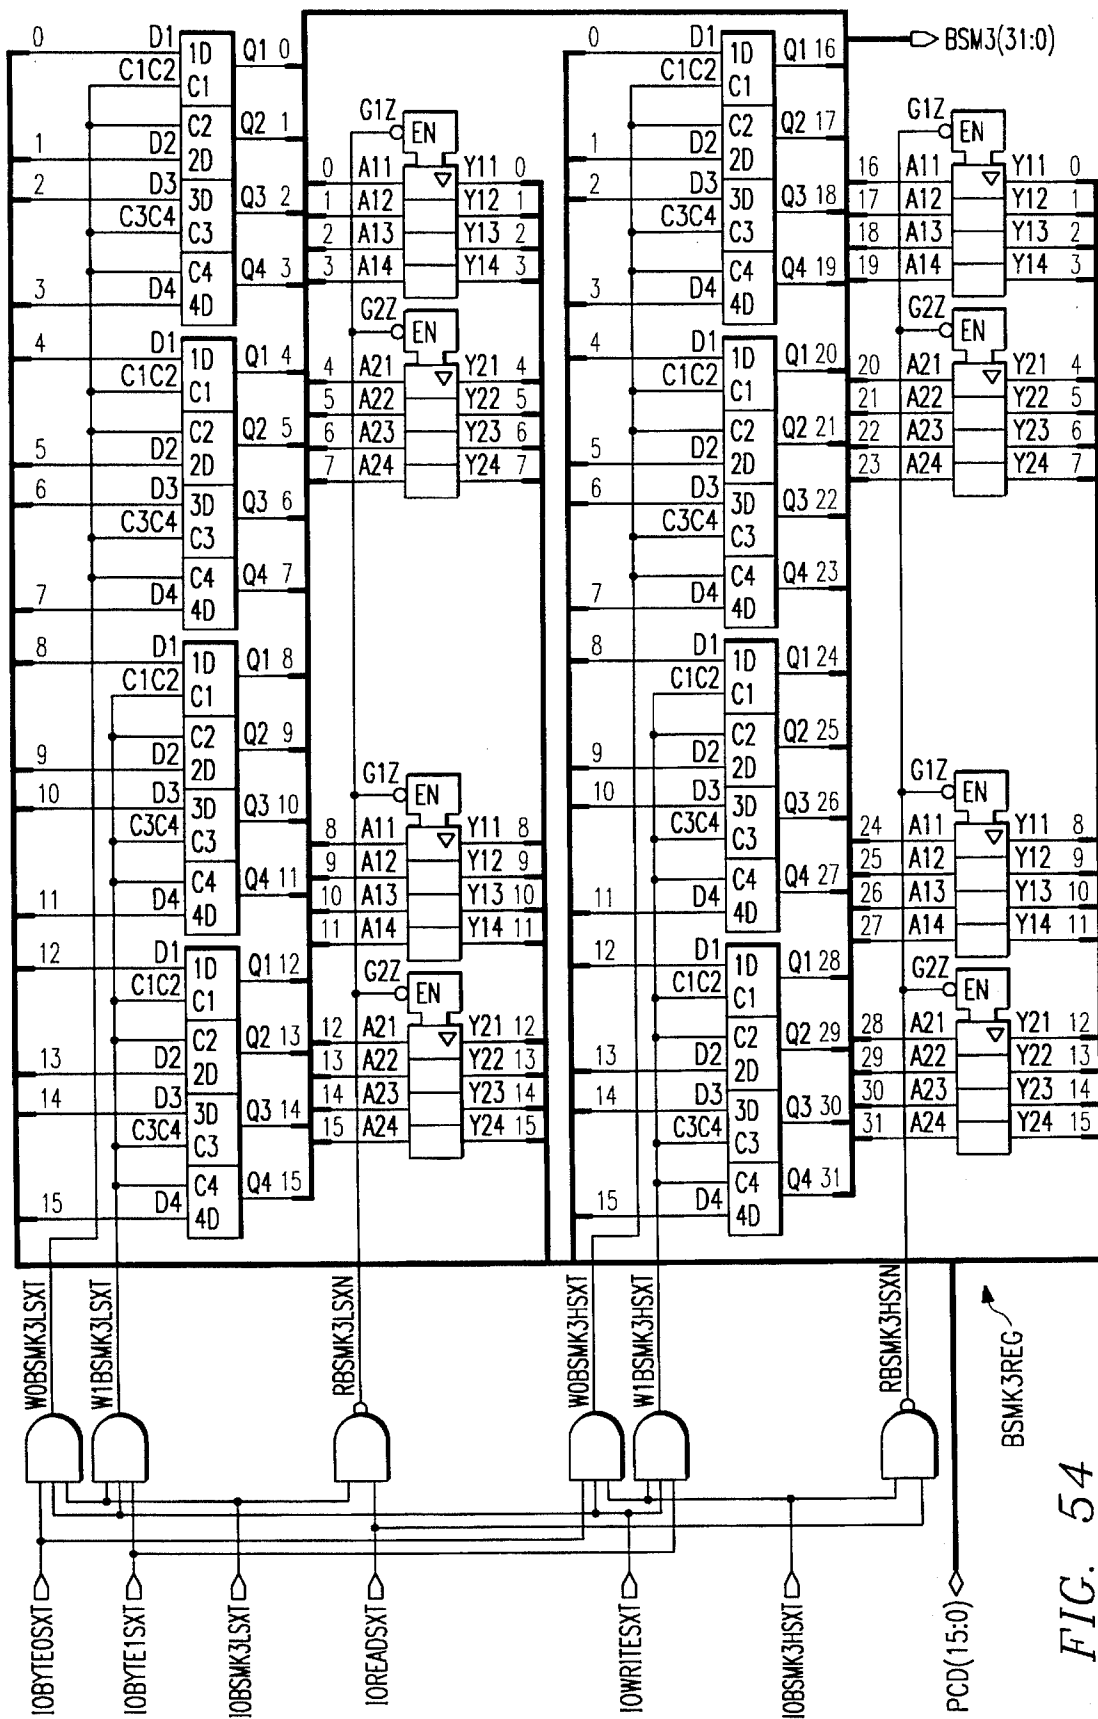 0 D1 1D Q1 0
C1C2 C1
C2 Q2 1
1 D2 2D
2 D3 3D Q3 2
C3C4 C3
C4 Q4 3
3 D4 4D
4 D1 1D Q1 4
C1C2 C1
C2 Q2 5
5 D2 2D
6 D3 3D Q3 6
C3C4 C3
C4 Q4 7
7 D4 4D
8 D1 1D Q1 8
C1C2 C1
C2 Q2 9
9 D2 2D
10 D3 3D Q3 10
C3C4 C3
C4 Q4 11
11 D4 4D
12 D1 1D Q1 12
C1C2 C1
C2 Q2 13
13 D2 2D
14 D3 3D Q3 14
C3C4 C3
C4 Q4 15
15 D4 4D
G1Z EN
0 A11 Y11 0
1 A12 Y12 1
2 A13 Y13 2
3 A14 Y14 3
G2Z EN
4 A21 Y21 4
5 A22 Y22 5
6 A23 Y23 6
7 A24 Y24 7
G1Z EN
8 A11 Y11 8
9 A12 Y12 9
10 A13 Y13 10
11 A14 Y14 11
G2Z EN
12 A21 Y21 12
13 A22 Y22 13
14 A23 Y23 14
15 A24 Y24 15
0 D1 1D Q1 16
C1C2 C1
C2 Q2 17
1 D2 2D
2 D3 3D Q3 18
C3C4 C3
C4 Q4 19
3 D4 4D
4 D1 1D Q1 20
C1C2 C1
C2 Q2 21
5 D2 2D
6 D3 3D Q3 22
C3C4 C3
C4 Q4 23
7 D4 4D
8 D1 1D Q1 24
C1C2 C1
C2 Q2 25
9 D2 2D
10 D3 3D Q3 26
C3C4 C3
C4 Q4 27
11 D4 4D
12 D1 1D Q1 28
C1C2 C1
C2 Q2 29
13 D2 2D
14 D3 3D Q3 30
C3C4 C3
C4 Q4 31
15 D4 4D
BSM3(31:0)
G1Z EN
16 A11 Y11 0
17 A12 Y12 1
18 A13 Y13 2
19 A14 Y14 3
G2Z EN
20 A21 Y21 4
21 A22 Y22 5
22 A23 Y23 6
23 A24 Y24 7
G1Z EN
24 A11 Y11 8
25 A12 Y12 9
26 A13 Y13 10
27 A14 Y14 11
G2Z EN
28 A21 Y21 12
29 A22 Y22 13
30 A23 Y23 14
31 A24 Y24 15
W0BSMK3LSXT
W1BSMK3LSXT
RBSMK3LSXN
W0BSMK3HSXT
W1BSMK3HSXT
RBSMK3HSXN
BSMK3REG
IOBYTE0SXT
IOBYTE1SXT
IOBSMK3LSXT
IOREADSXT
IOWRITESXT
IOBSMK3HSXT
PCD(15:0)
FIG. 54